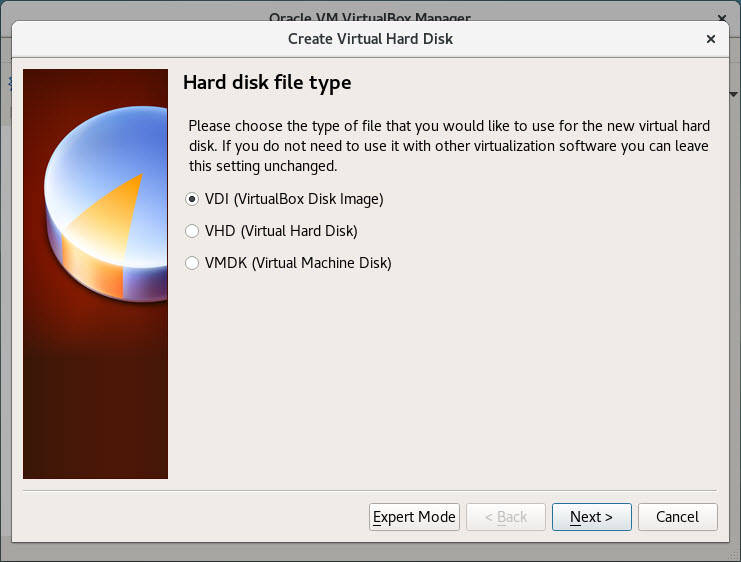 Oracle VM VirtualBox Manager
Create Virtual Hard Disk
Hard disk file type
Please choose the type of file that you would like to use for the new virtual hard
disk. If you do not need to use it with other virtualization software you can leave
this setting unchanged.
VDI (VirtualBox Disk Image)
VHD (Virtual Hard Disk)
VMDK (Virtual Machine Disk)
Expert Mode
< Back
Next >
Cancel